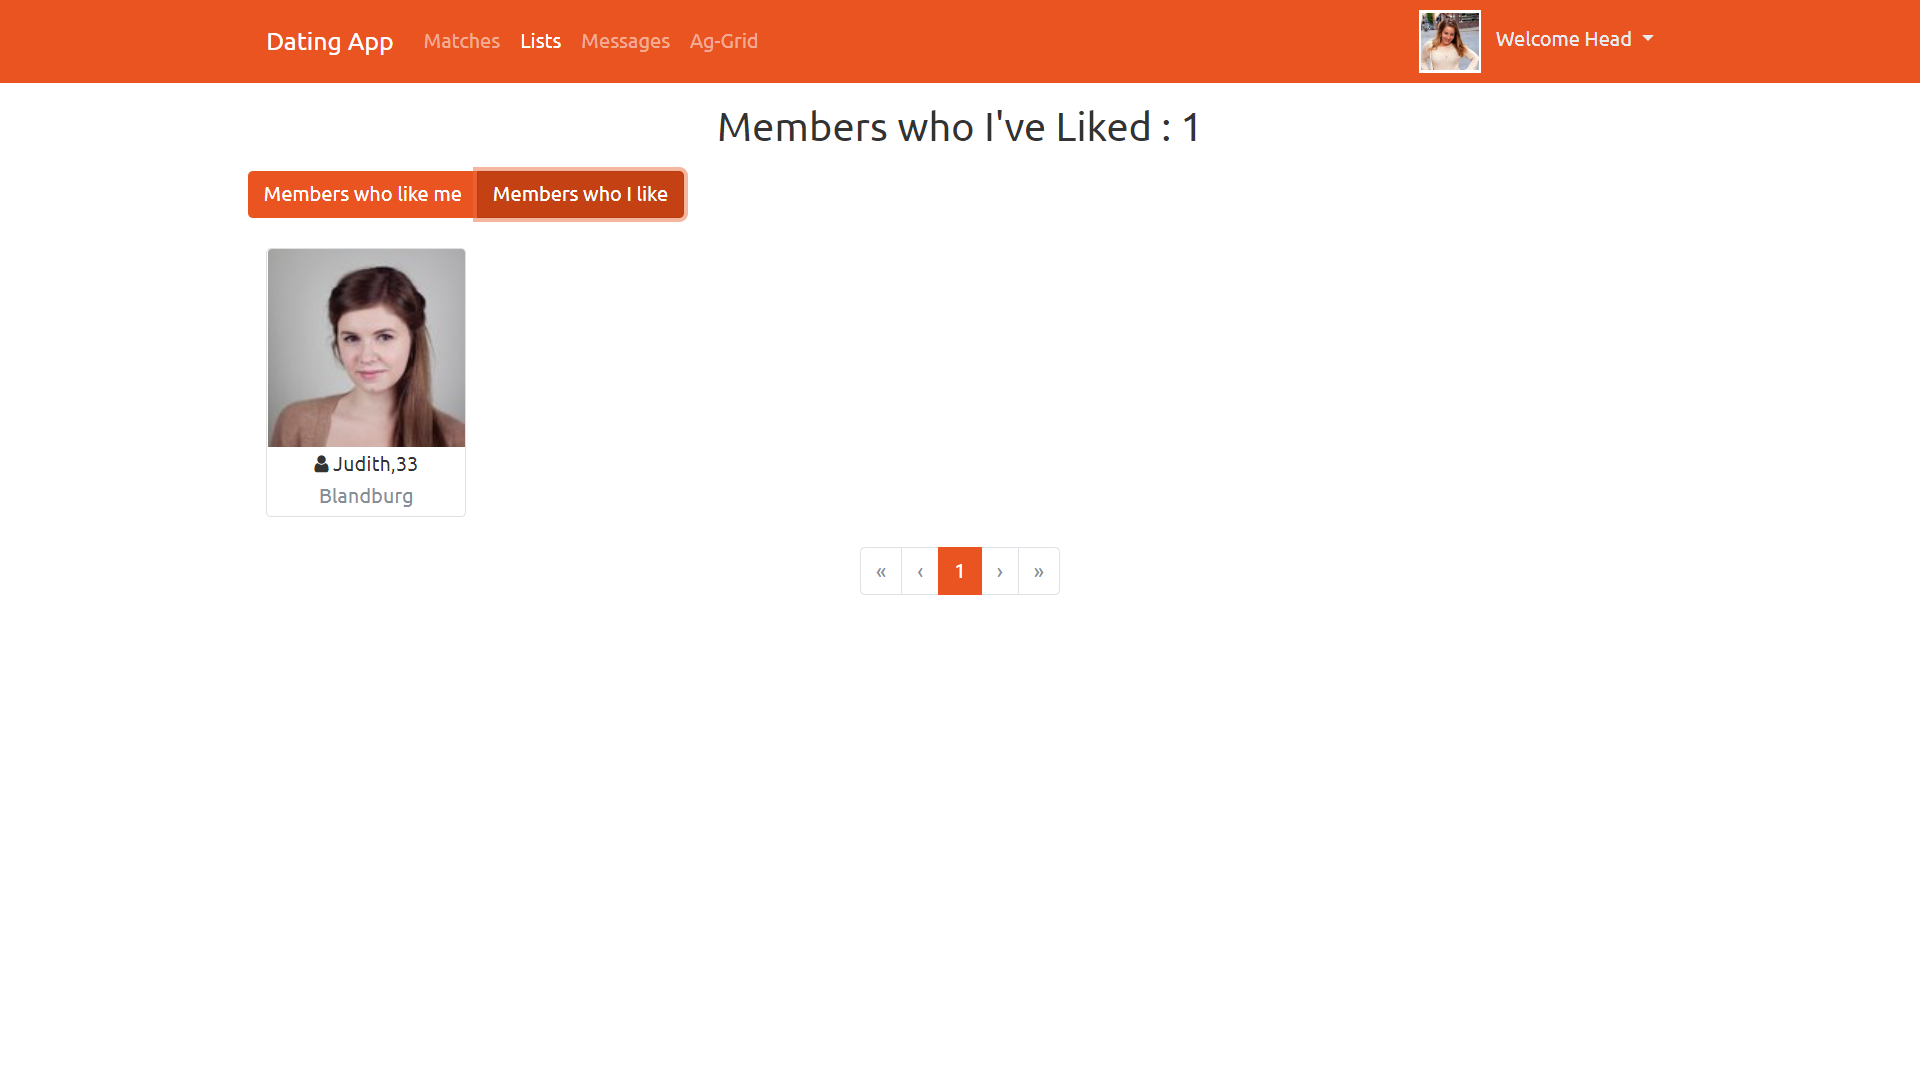 Dating App Matches Lists Messages Ag-Grid Welcome Head
Members who I've Liked : 1
Members who like me Members who I like
Judith,33
Blandburg
« ‹ 1 › »